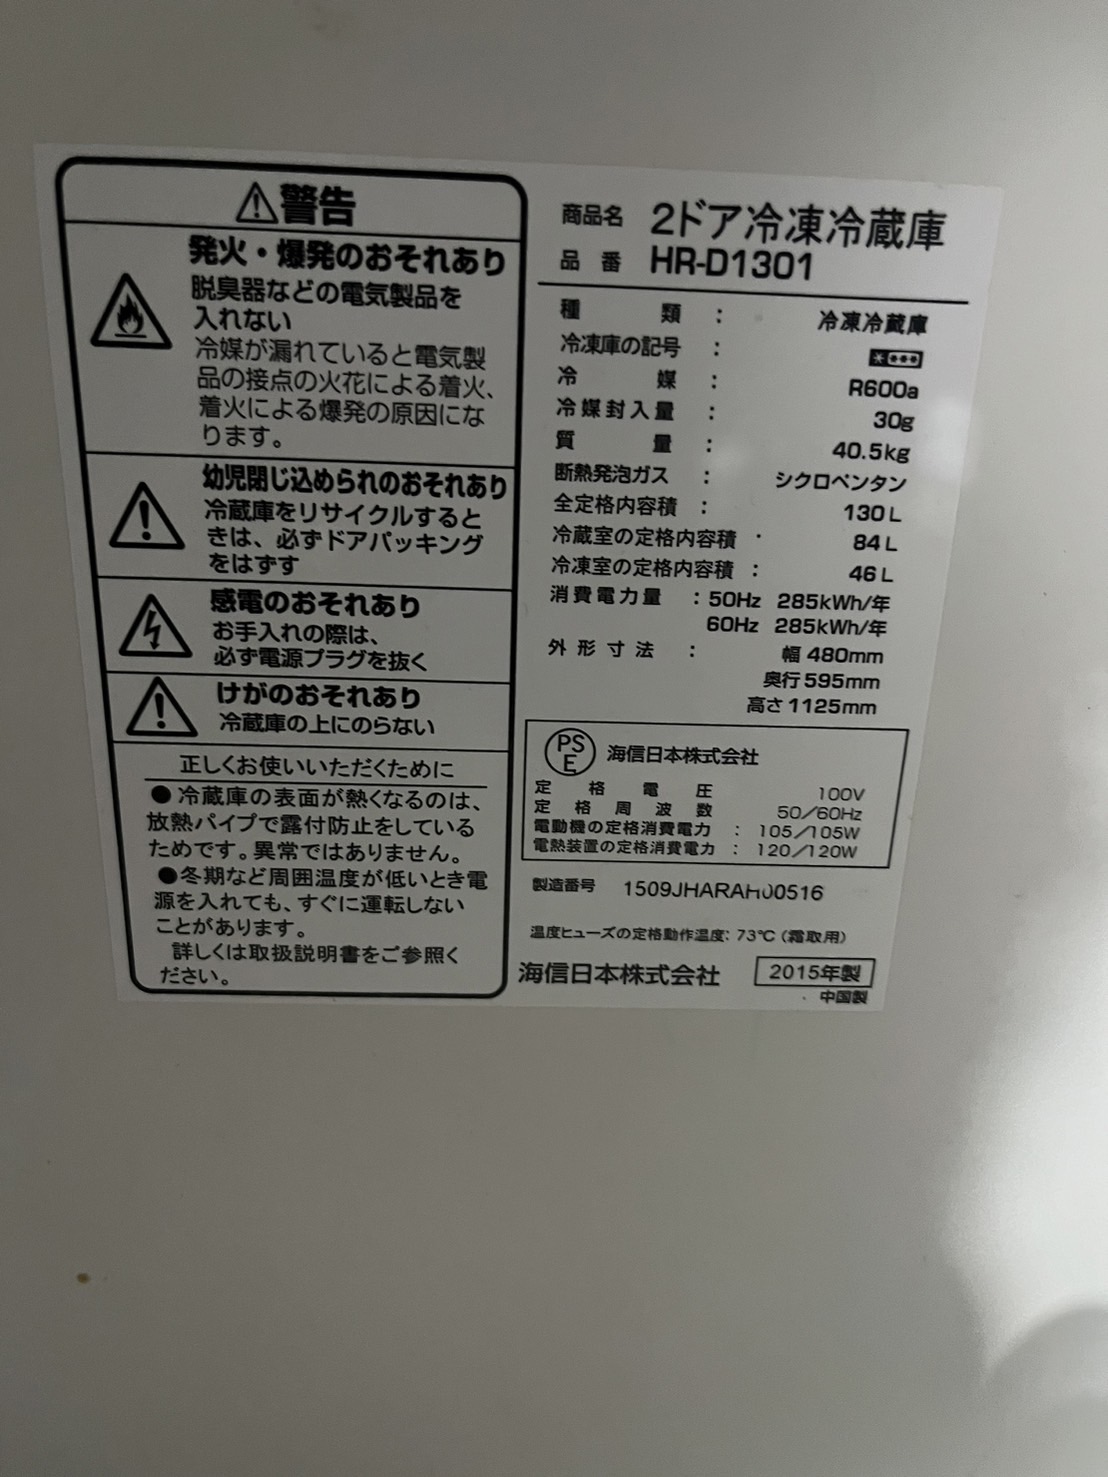 ⚠警告
発火・爆発のおそれあり
脱臭器などの電気製品を
入れない
冷媒が漏れていると電気製
品の接点の火花による着火、
着火による爆発の原因にな
ります。
幼児閉じ込められのおそれあり
冷蔵庫をリサイクルすると
きは、必ずドアパッキング
をはずす
感電のおそれあり
お手入れの際は、
必ず電源プラグを抜く
けがのおそれあり
冷蔵庫の上にのらない
正しくお使いいただくために
●冷蔵庫の表面が熱くなるのは、
放熱パイプで露付防止をしている
ためです。異常ではありません。
●冬期など周囲温度が低いとき電
源を入れても、すぐに運転しない
ことがあります。
詳しくは取扱説明書をご参照く
ださい。
商品名 2ドア冷凍冷蔵庫
品番 HR-D1301
種類 : 冷凍冷蔵庫
冷凍庫の記号 :
冷媒 : R600a
冷媒封入量 : 30g
質量 : 40.5kg
断熱発泡ガス : シクロペンタン
全定格内容積 : 130L
冷蔵室の定格内容積 : 84L
冷凍室の定格内容積 : 46L
消費電力量 : 50Hz 285kWh/年
60Hz 285kWh/年
外形寸法 : 幅 480mm
奥行 595mm
高さ 1125mm
PSE 海信日本株式会社
定格電圧 100V
定格周波数 50/60Hz
電動機の定格消費電力 : 105/105W
電熱装置の定格消費電力 : 120/120W
製造番号 1509JHARAH00516
温度ヒューズの定格動作温度: 73℃ (霜取用)
海信日本株式会社 2015年製
中国製